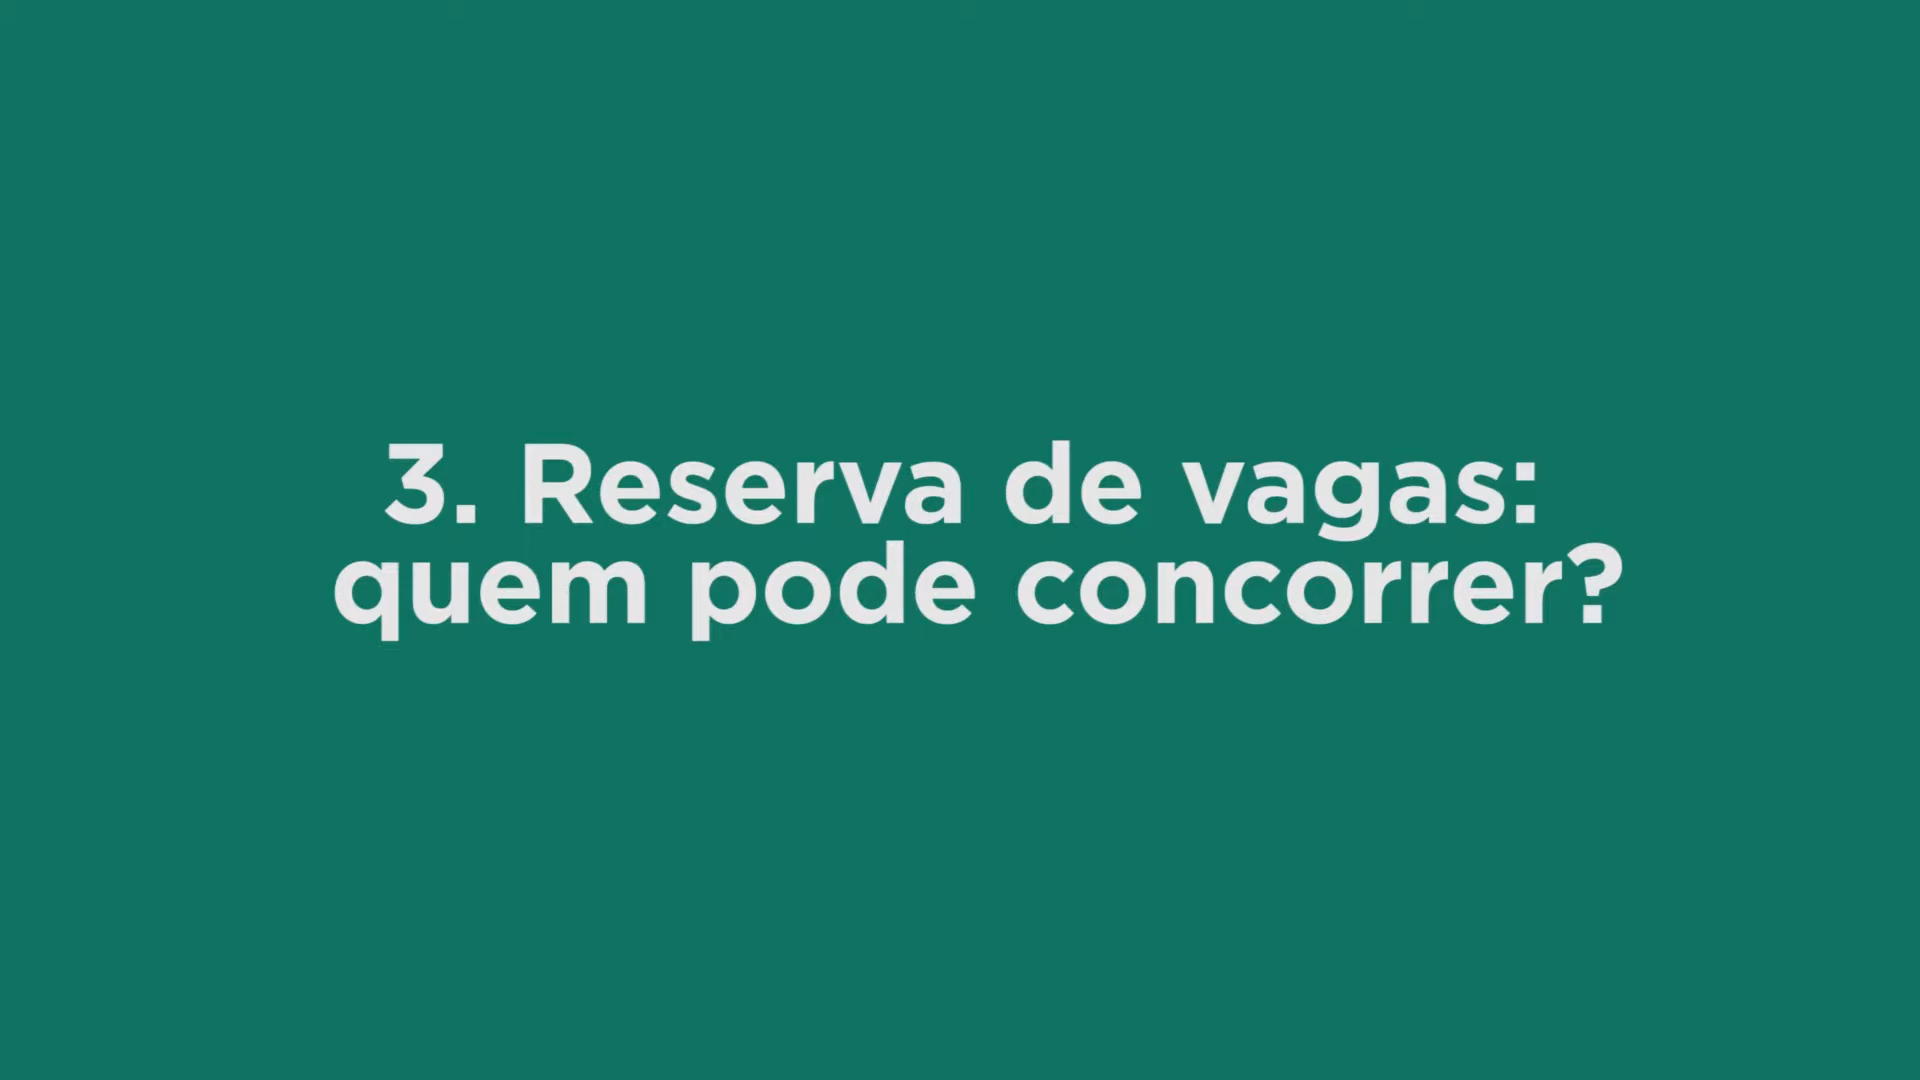 3. Reserva de vagas:
quem pode concorrer?